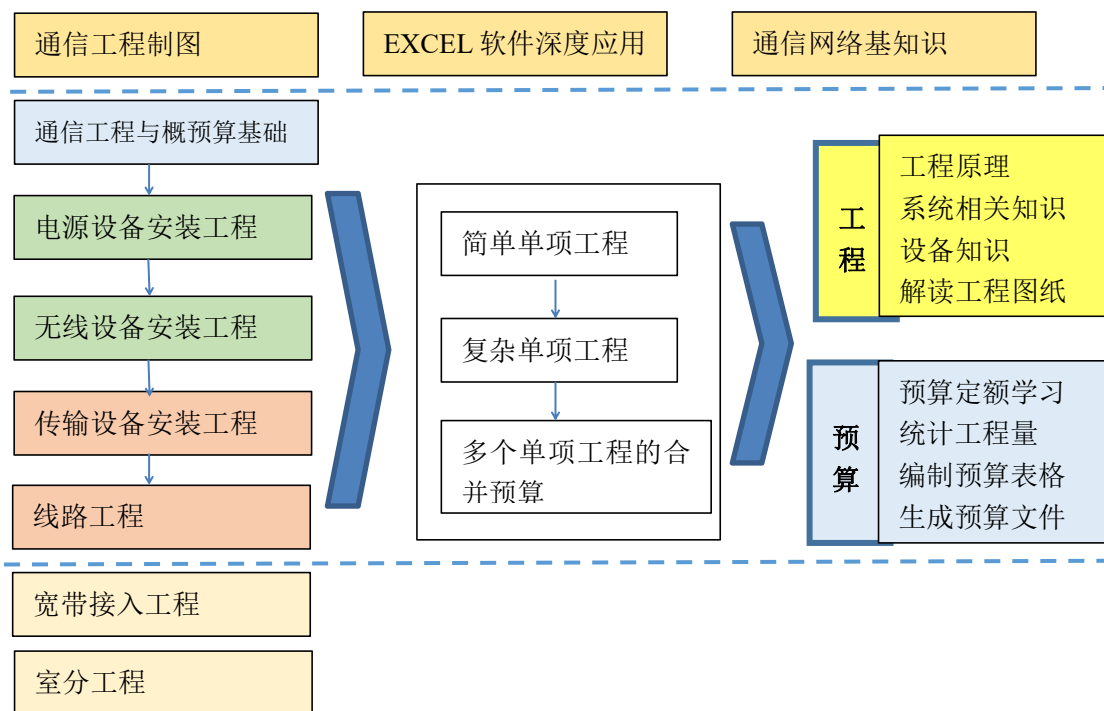 通信工程制图
EXCEL 软件深度应用
通信网络基知识
通信工程与概预算基础
电源设备安装工程
无线设备安装工程
传输设备安装工程
线路工程
简单单项工程
复杂单项工程
多个单项工程的合
并预算
工
程
工程原理
系统相关知识
设备知识
解读工程图纸
预
算
预算定额学习
统计工程量
编制预算表格
生成预算文件
宽带接入工程
室分工程